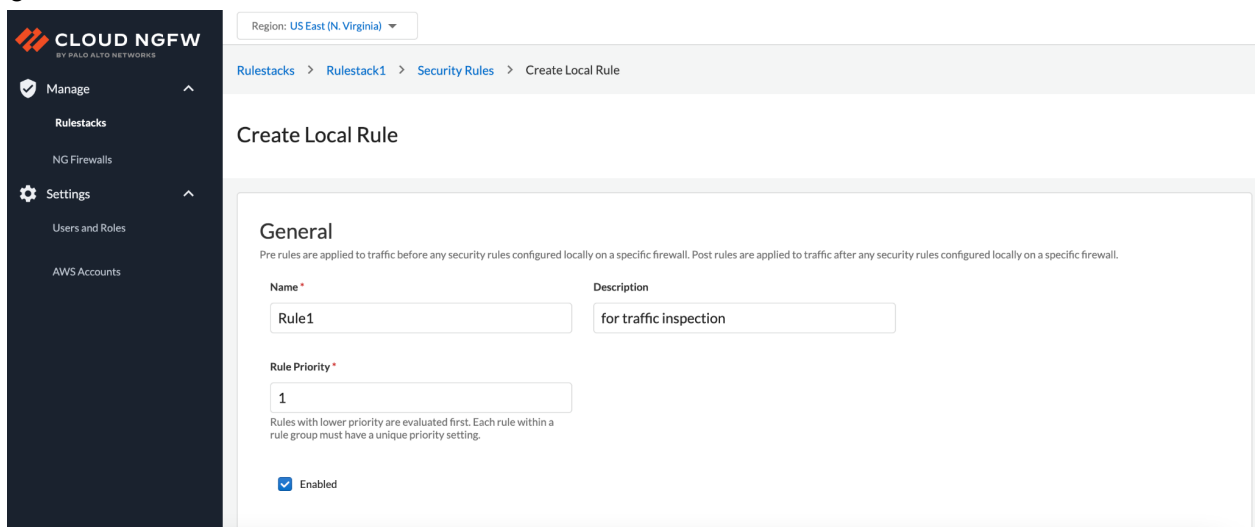 CLOUD NGFW
BY PALO ALTO NETWORKS
Manage
Rulestacks
NG Firewalls
Settings
Users and Roles
AWS Accounts
Region: US East (N. Virginia)
Rulestacks > Rulestack1 > Security Rules > Create Local Rule
Create Local Rule
General
Pre rules are applied to traffic before any security rules configured locally on a specific firewall. Post rules are applied to traffic after any security rules configured locally on a specific firewall.
Name * Description
Rule1 for traffic inspection
Rule Priority *
1
Rules with lower priority are evaluated first. Each rule within a
rule group must have a unique priority setting.
Enabled